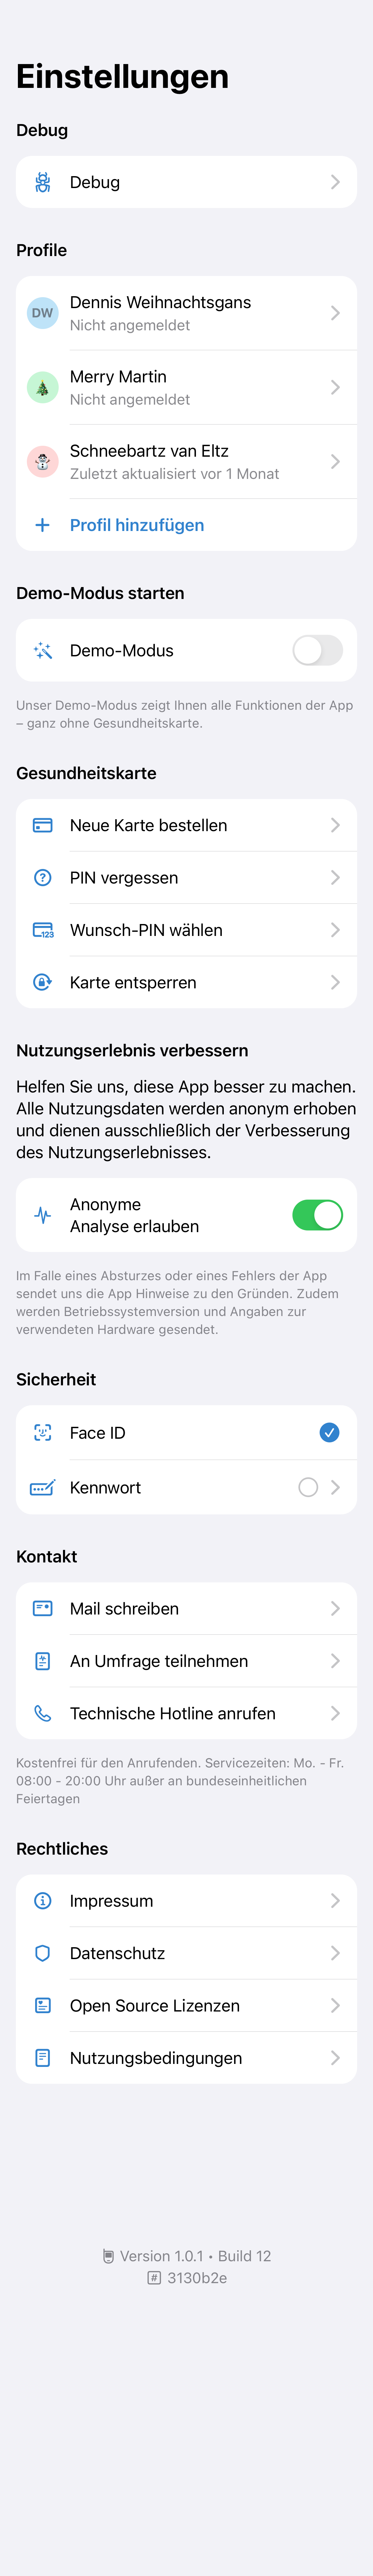 Einstellungen
Debug
Debug
Profile
DW
Dennis Weihnachtsgans
Nicht angemeldet
Merry Martin
Nicht angemeldet
Schneebartz van Eltz
Zuletzt aktualisiert vor 1 Monat
Profil hinzufügen
Demo-Modus starten
Demo-Modus
Unser Demo-Modus zeigt Ihnen alle Funktionen der App
– ganz ohne Gesundheitskarte.
Gesundheitskarte
Neue Karte bestellen
PIN vergessen
Wunsch-PIN wählen
Karte entsperren
Nutzungserlebnis verbessern
Helfen Sie uns, diese App besser zu machen.
Alle Nutzungsdaten werden anonym erhoben
und dienen ausschließlich der Verbesserung
des Nutzungserlebnisses.
Anonyme
Analyse erlauben
Im Falle eines Absturzes oder eines Fehlers der App
sendet uns die App Hinweise zu den Gründen. Zudem
werden Betriebssystemversion und Angaben zur
verwendeten Hardware gesendet.
Sicherheit
Face ID
Kennwort
Kontakt
Mail schreiben
An Umfrage teilnehmen
Technische Hotline anrufen
Kostenfrei für den Anrufenden. Servicezeiten: Mo. - Fr.
08:00 - 20:00 Uhr außer an bundeseinheitlichen
Feiertagen
Rechtliches
Impressum
Datenschutz
Open Source Lizenzen
Nutzungsbedingungen
Version 1.0.1 • Build 12
# 3130b2e